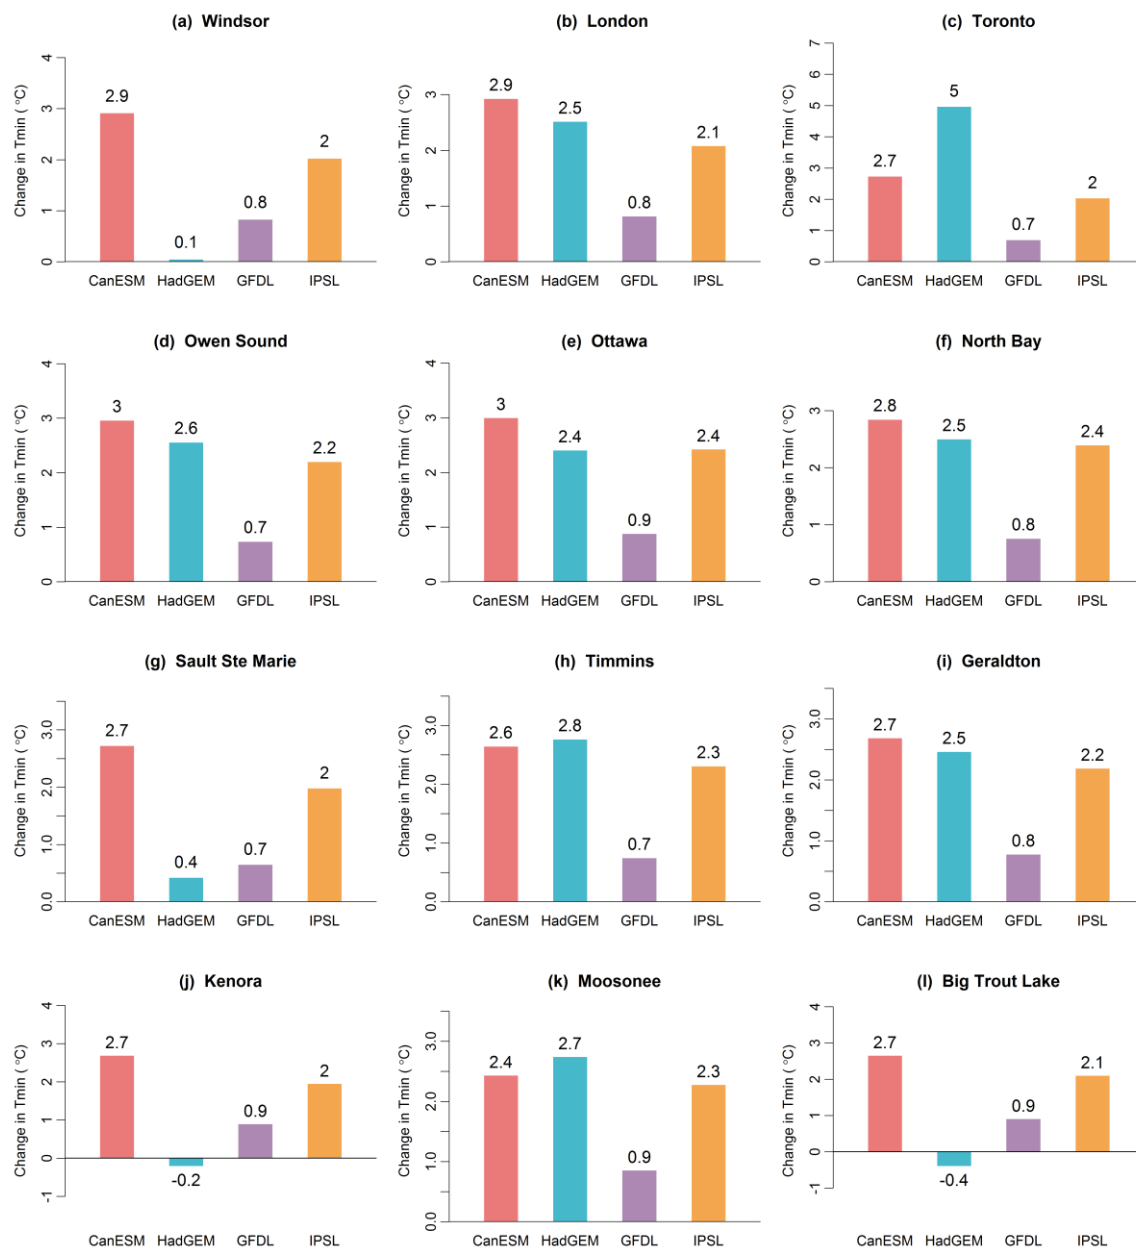 (a) Windsor
(b) London
(c) Toronto
Change in Tmin ( °C)
4
3
2
1
0
2.9
0.1
0.8
2
CanESM HadGEM GFDL IPSL
Change in Tmin ( °C)
3
2
1
0
2.9
2.5
0.8
2.1
CanESM HadGEM GFDL IPSL
Change in Tmin ( °C)
7
6
5
4
3
2
1
0
2.7
5
0.7
2
CanESM HadGEM GFDL IPSL
(d) Owen Sound
(e) Ottawa
(f) North Bay
Change in Tmin ( °C)
4
3
2
1
0
3
2.6
0.7
2.2
CanESM HadGEM GFDL IPSL
Change in Tmin ( °C)
4
3
2
1
0
3
2.4
0.9
2.4
CanESM HadGEM GFDL IPSL
Change in Tmin ( °C)
3
2
1
0
2.8
2.5
0.8
2.4
CanESM HadGEM GFDL IPSL
(g) Sault Ste Marie
(h) Timmins
(i) Geraldton
Change in Tmin ( °C)
3.0
2.0
1.0
0.0
2.7
0.4
0.7
2
CanESM HadGEM GFDL IPSL
Change in Tmin ( °C)
3.0
2.0
1.0
0.0
2.6
2.8
0.7
2.3
CanESM HadGEM GFDL IPSL
Change in Tmin ( °C)
3.0
2.0
1.0
0.0
2.7
2.5
0.8
2.2
CanESM HadGEM GFDL IPSL
(j) Kenora
(k) Moosonee
(l) Big Trout Lake
Change in Tmin ( °C)
4
3
2
1
0
-1
2.7
-0.2
0.9
2
CanESM HadGEM GFDL IPSL
Change in Tmin ( °C)
3.0
2.0
1.0
0.0
2.4
2.7
0.9
2.3
CanESM HadGEM GFDL IPSL
Change in Tmin ( °C)
4
3
2
1
0
-1
2.7
-0.4
0.9
2.1
CanESM HadGEM GFDL IPSL